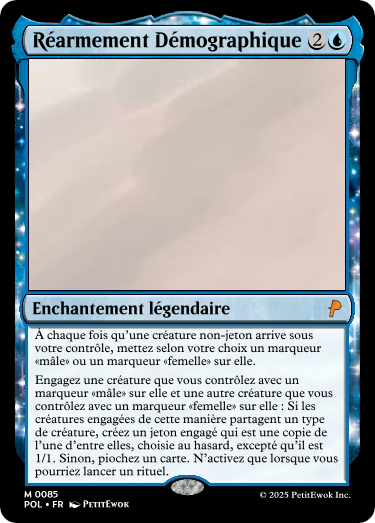 Réarmement Démographique 2
Enchantement légendaire
À chaque fois qu'une créature non-jeton arrive sous
votre contrôle, mettez selon votre choix un marqueur
«mâle» ou un marqueur «femelle» sur elle.
Engagez une créature que vous contrôlez avec un
marqueur «mâle» sur elle et une autre créature que vous
contrôlez avec un marqueur «femelle» sur elle : Si les
créatures engagées de cette manière partagent un type
de créature, créez un jeton engagé qui est une copie de
l'une d'entre elles, choisie au hasard, excepté qu'il est
1/1. Sinon, piochez un carte. N'activez que lorsque vous
pourriez lancer un rituel.
M 0085
POL • FR PetitEwok
© 2025 PetitEwok Inc.